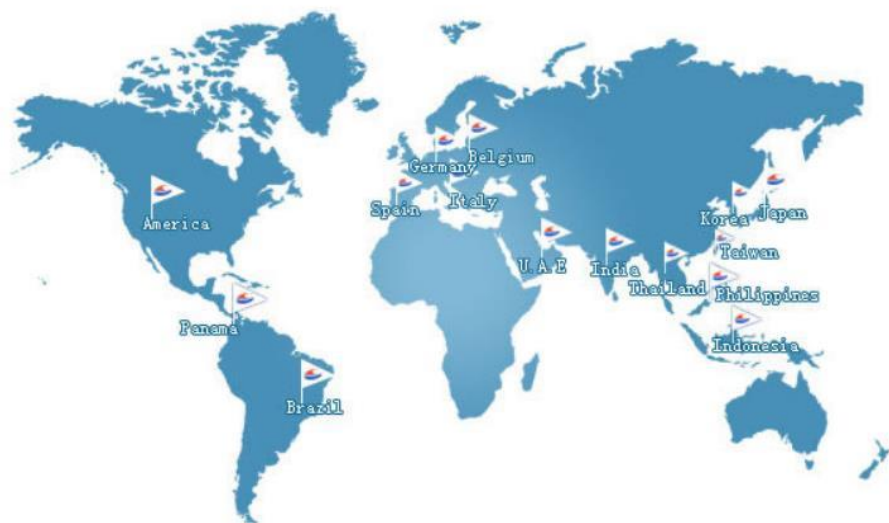 Belgium
Germany
Italy
Spain
America
Korea
Japan
Taiwan
U.A.E
India
Thailand
Philippines
Panama
Indonesia
Brazil